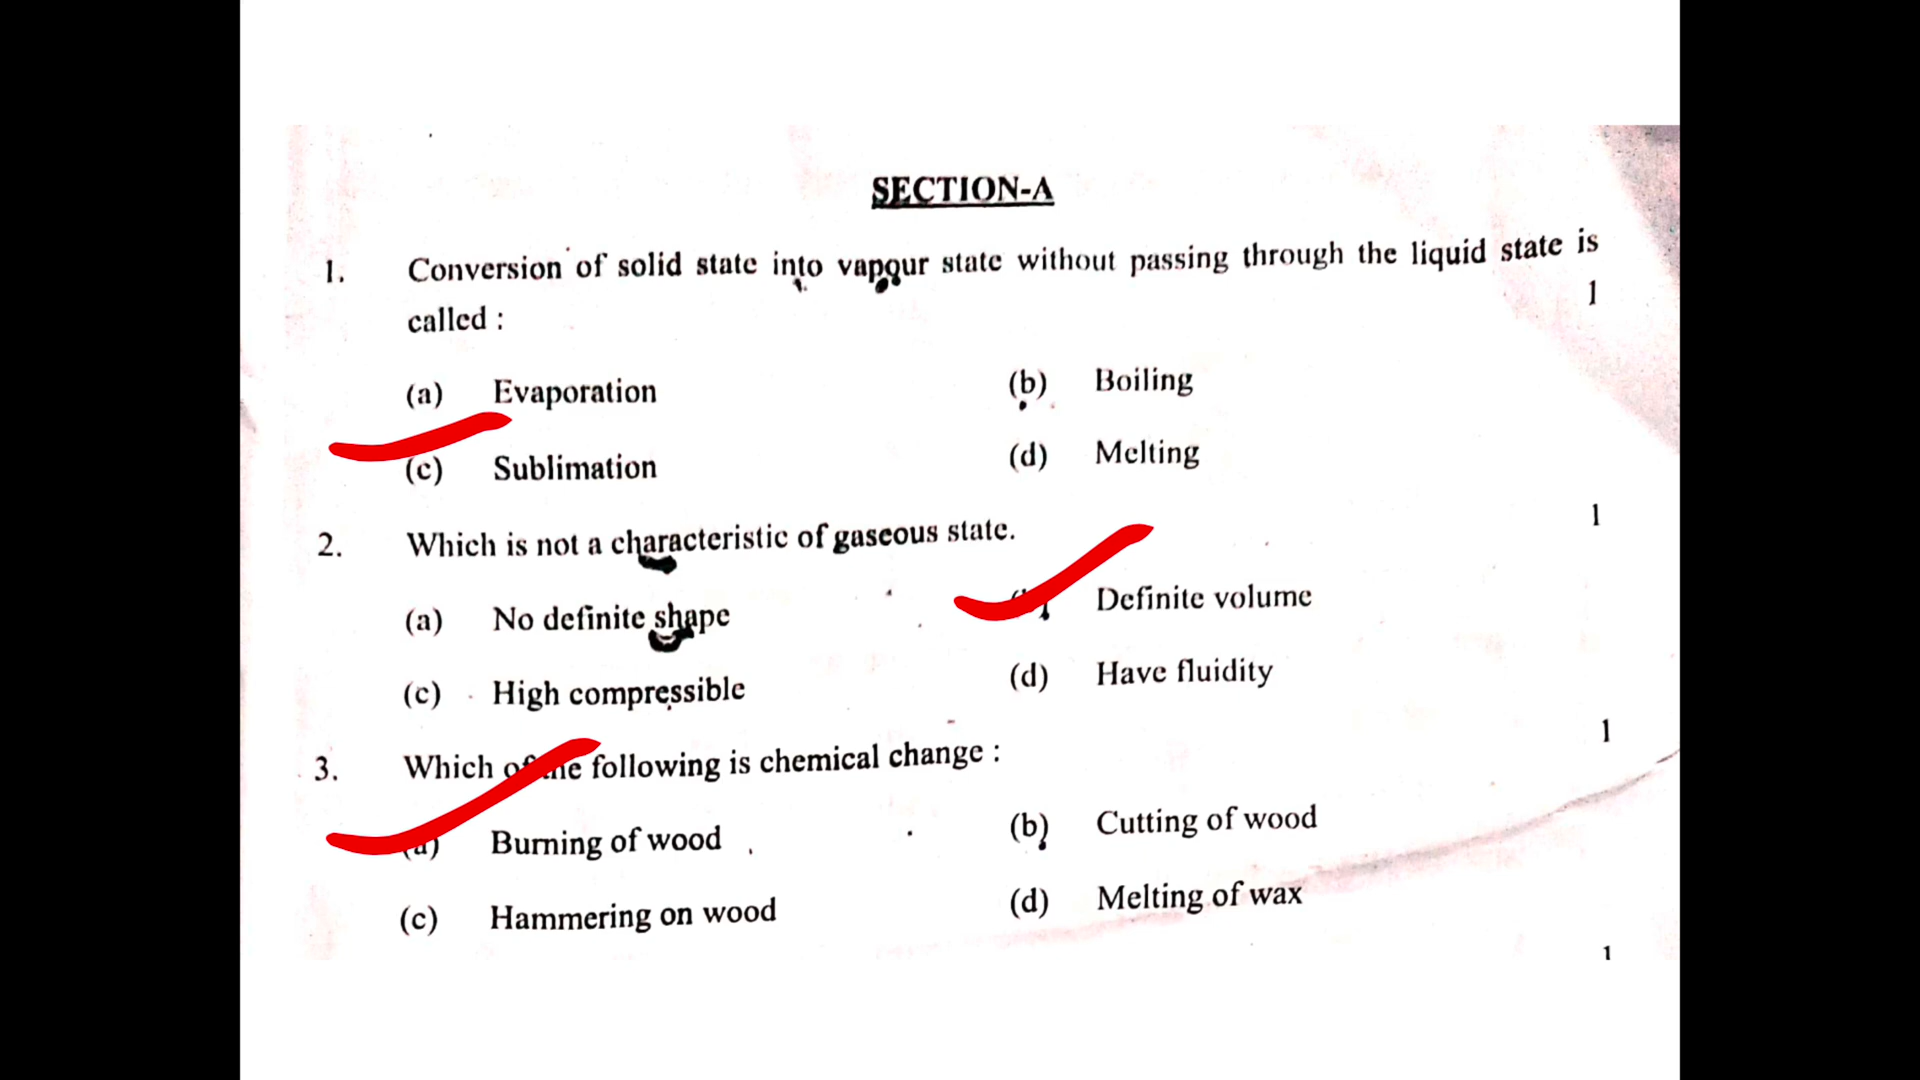 SECTION-A
1. Conversion of solid state into vapour state without passing through the liquid state is
called : 1
(a) Evaporation (b) Boiling
(c) Sublimation (d) Melting
2. Which is not a characteristic of gaseous state. 1
(a) No definite shape Definite volume
(c) High compressible (d) Have fluidity
3. Which of the following is chemical change : 1
(a) Burning of wood (b) Cutting of wood
(c) Hammering on wood (d) Melting of wax
1